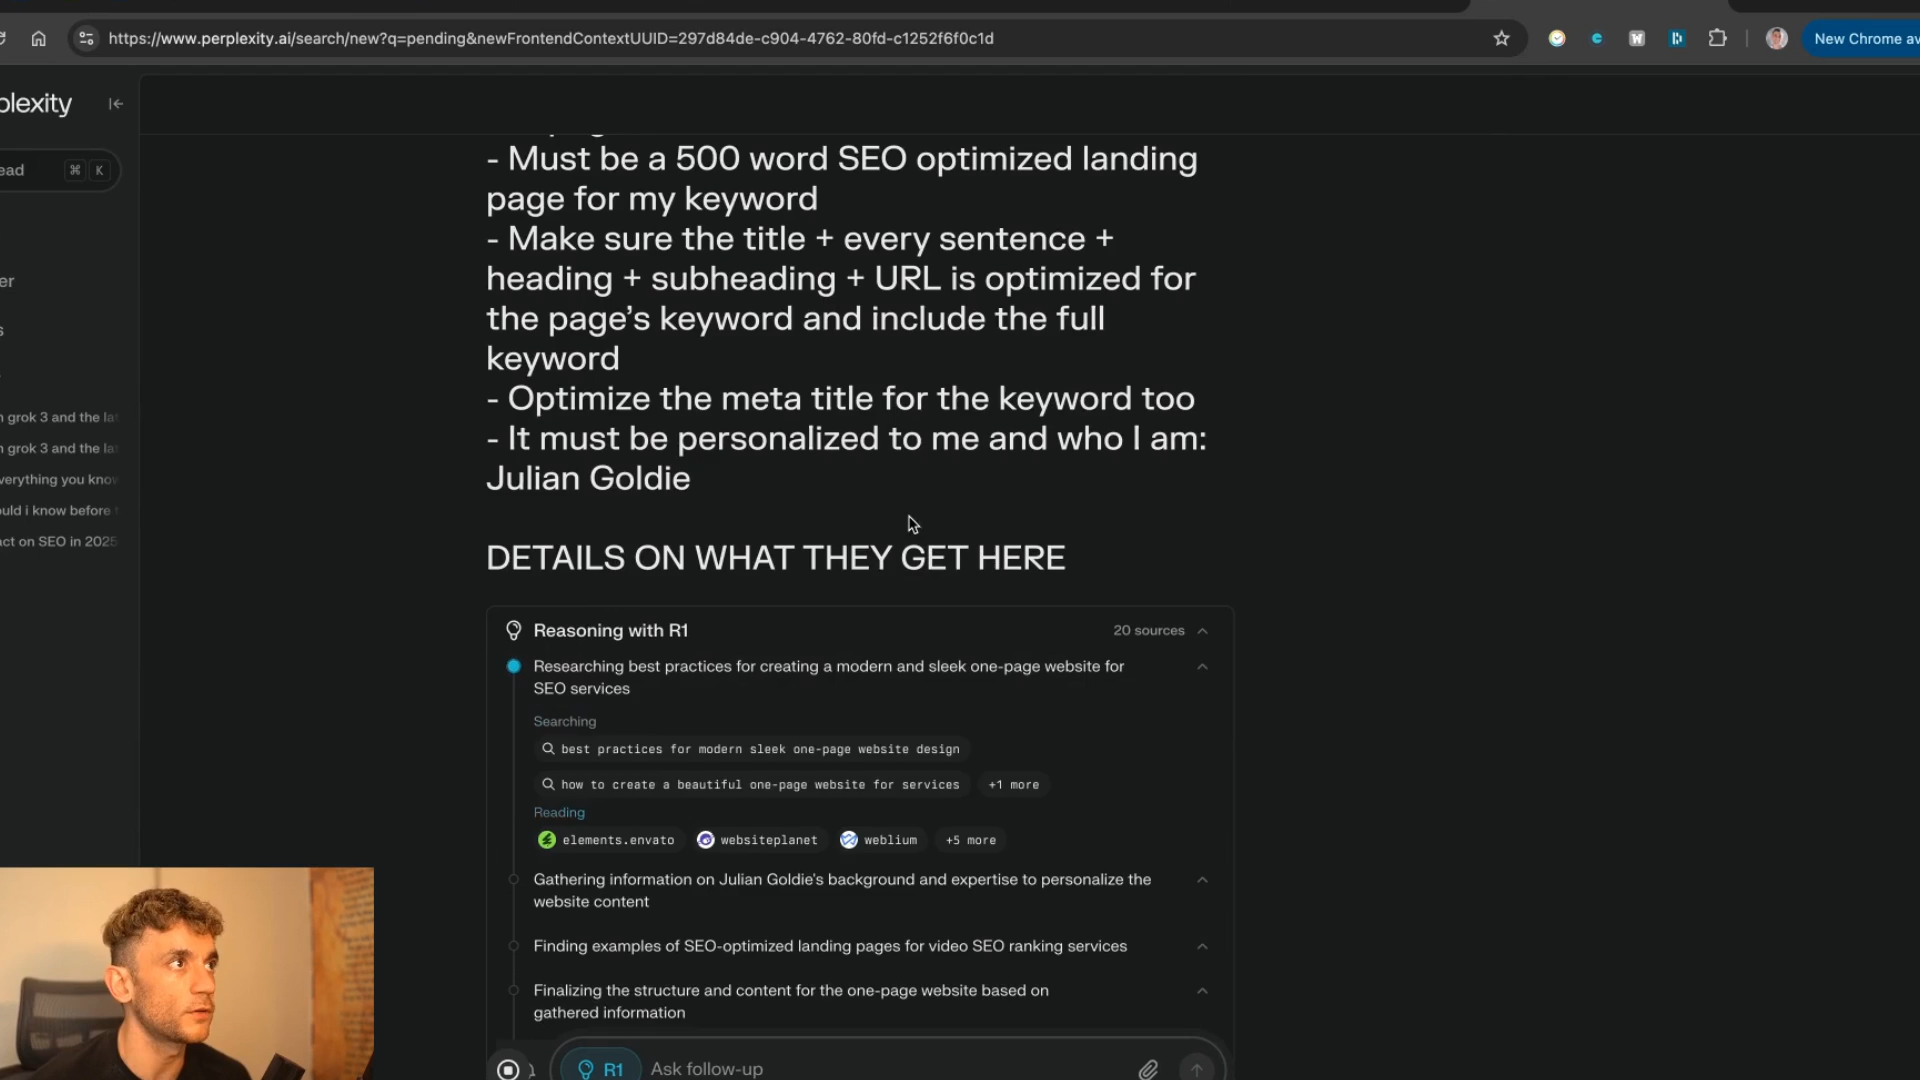 https://www.perplexity.ai/search/new?q=pending&newFrontendContextUUID=297d84de-c904-4762-80fd-c1252f6f0c1d
New Chrome av
plexity
ead ⌘ K
er
s
n grok 3 and the lat
n grok 3 and the lat
verything you know
ould i know before t
act on SEO in 2025
- Must be a 500 word SEO optimized landing
page for my keyword
- Make sure the title + every sentence +
heading + subheading + URL is optimized for
the page’s keyword and include the full
keyword
- Optimize the meta title for the keyword too
- It must be personalized to me and who I am:
Julian Goldie
DETAILS ON WHAT THEY GET HERE
Reasoning with R1 20 sources
Researching best practices for creating a modern and sleek one-page website for
SEO services
Searching
best practices for modern sleek one-page website design
how to create a beautiful one-page website for services +1 more
Reading
elements.envato websiteplanet weblium +5 more
Gathering information on Julian Goldie's background and expertise to personalize the
website content
Finding examples of SEO-optimized landing pages for video SEO ranking services
Finalizing the structure and content for the one-page website based on
gathered information
R1 Ask follow-up